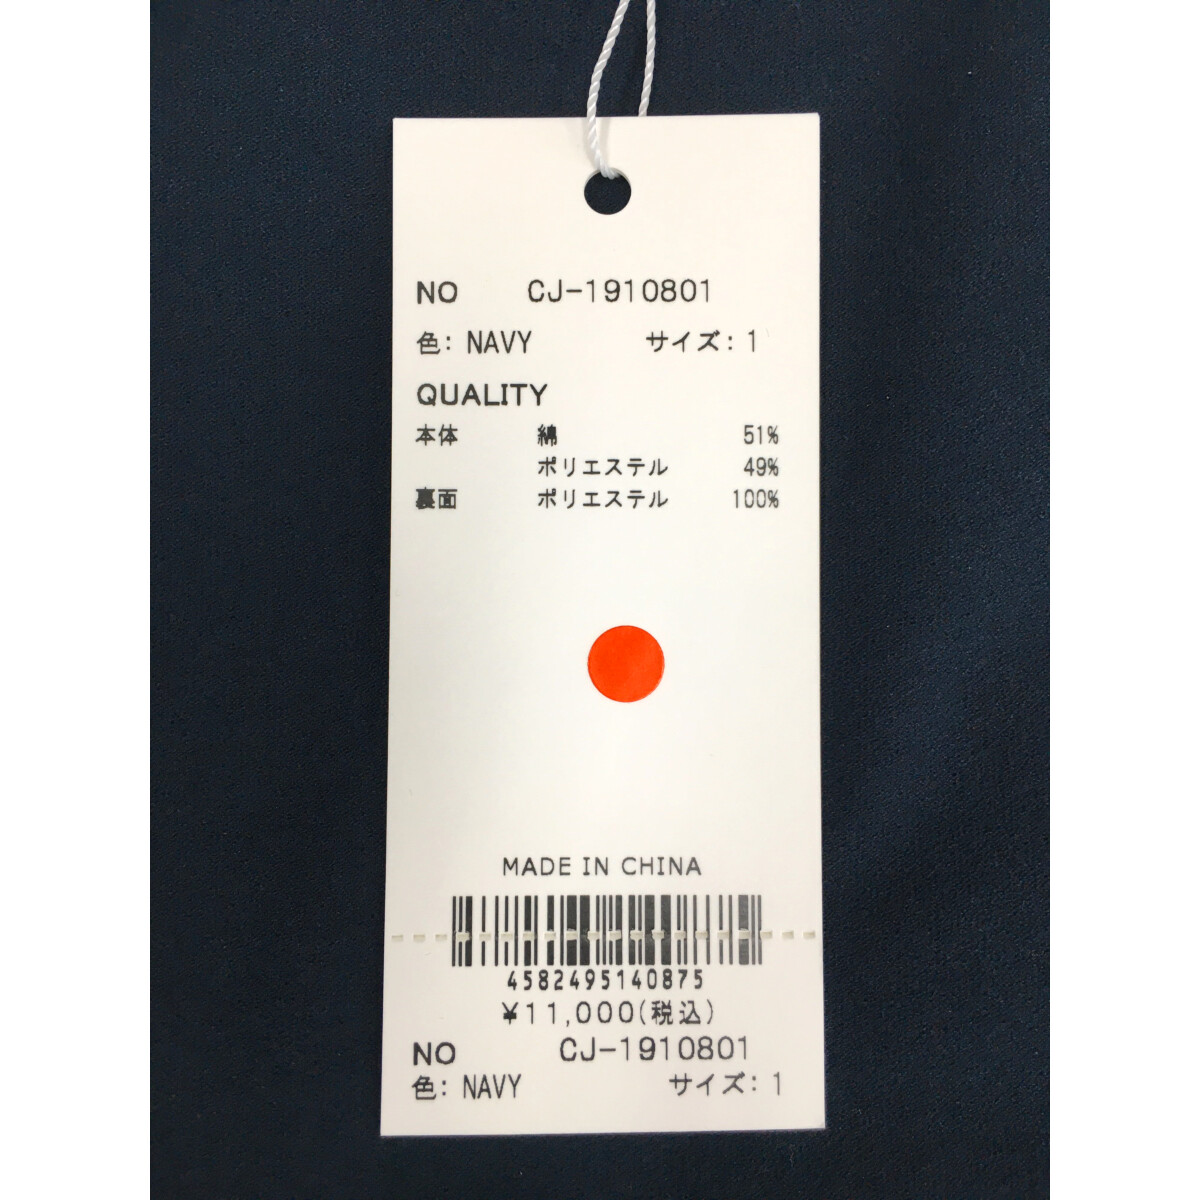 NO CJ-1910801
色: NAVY サイズ: 1
QUALITY
本体 綿 51%
ポリエステル 49%
裏面 ポリエステル 100%
MADE IN CHINA
4582495140875
¥11,000(税込)
NO CJ-1910801
色: NAVY サイズ: 1